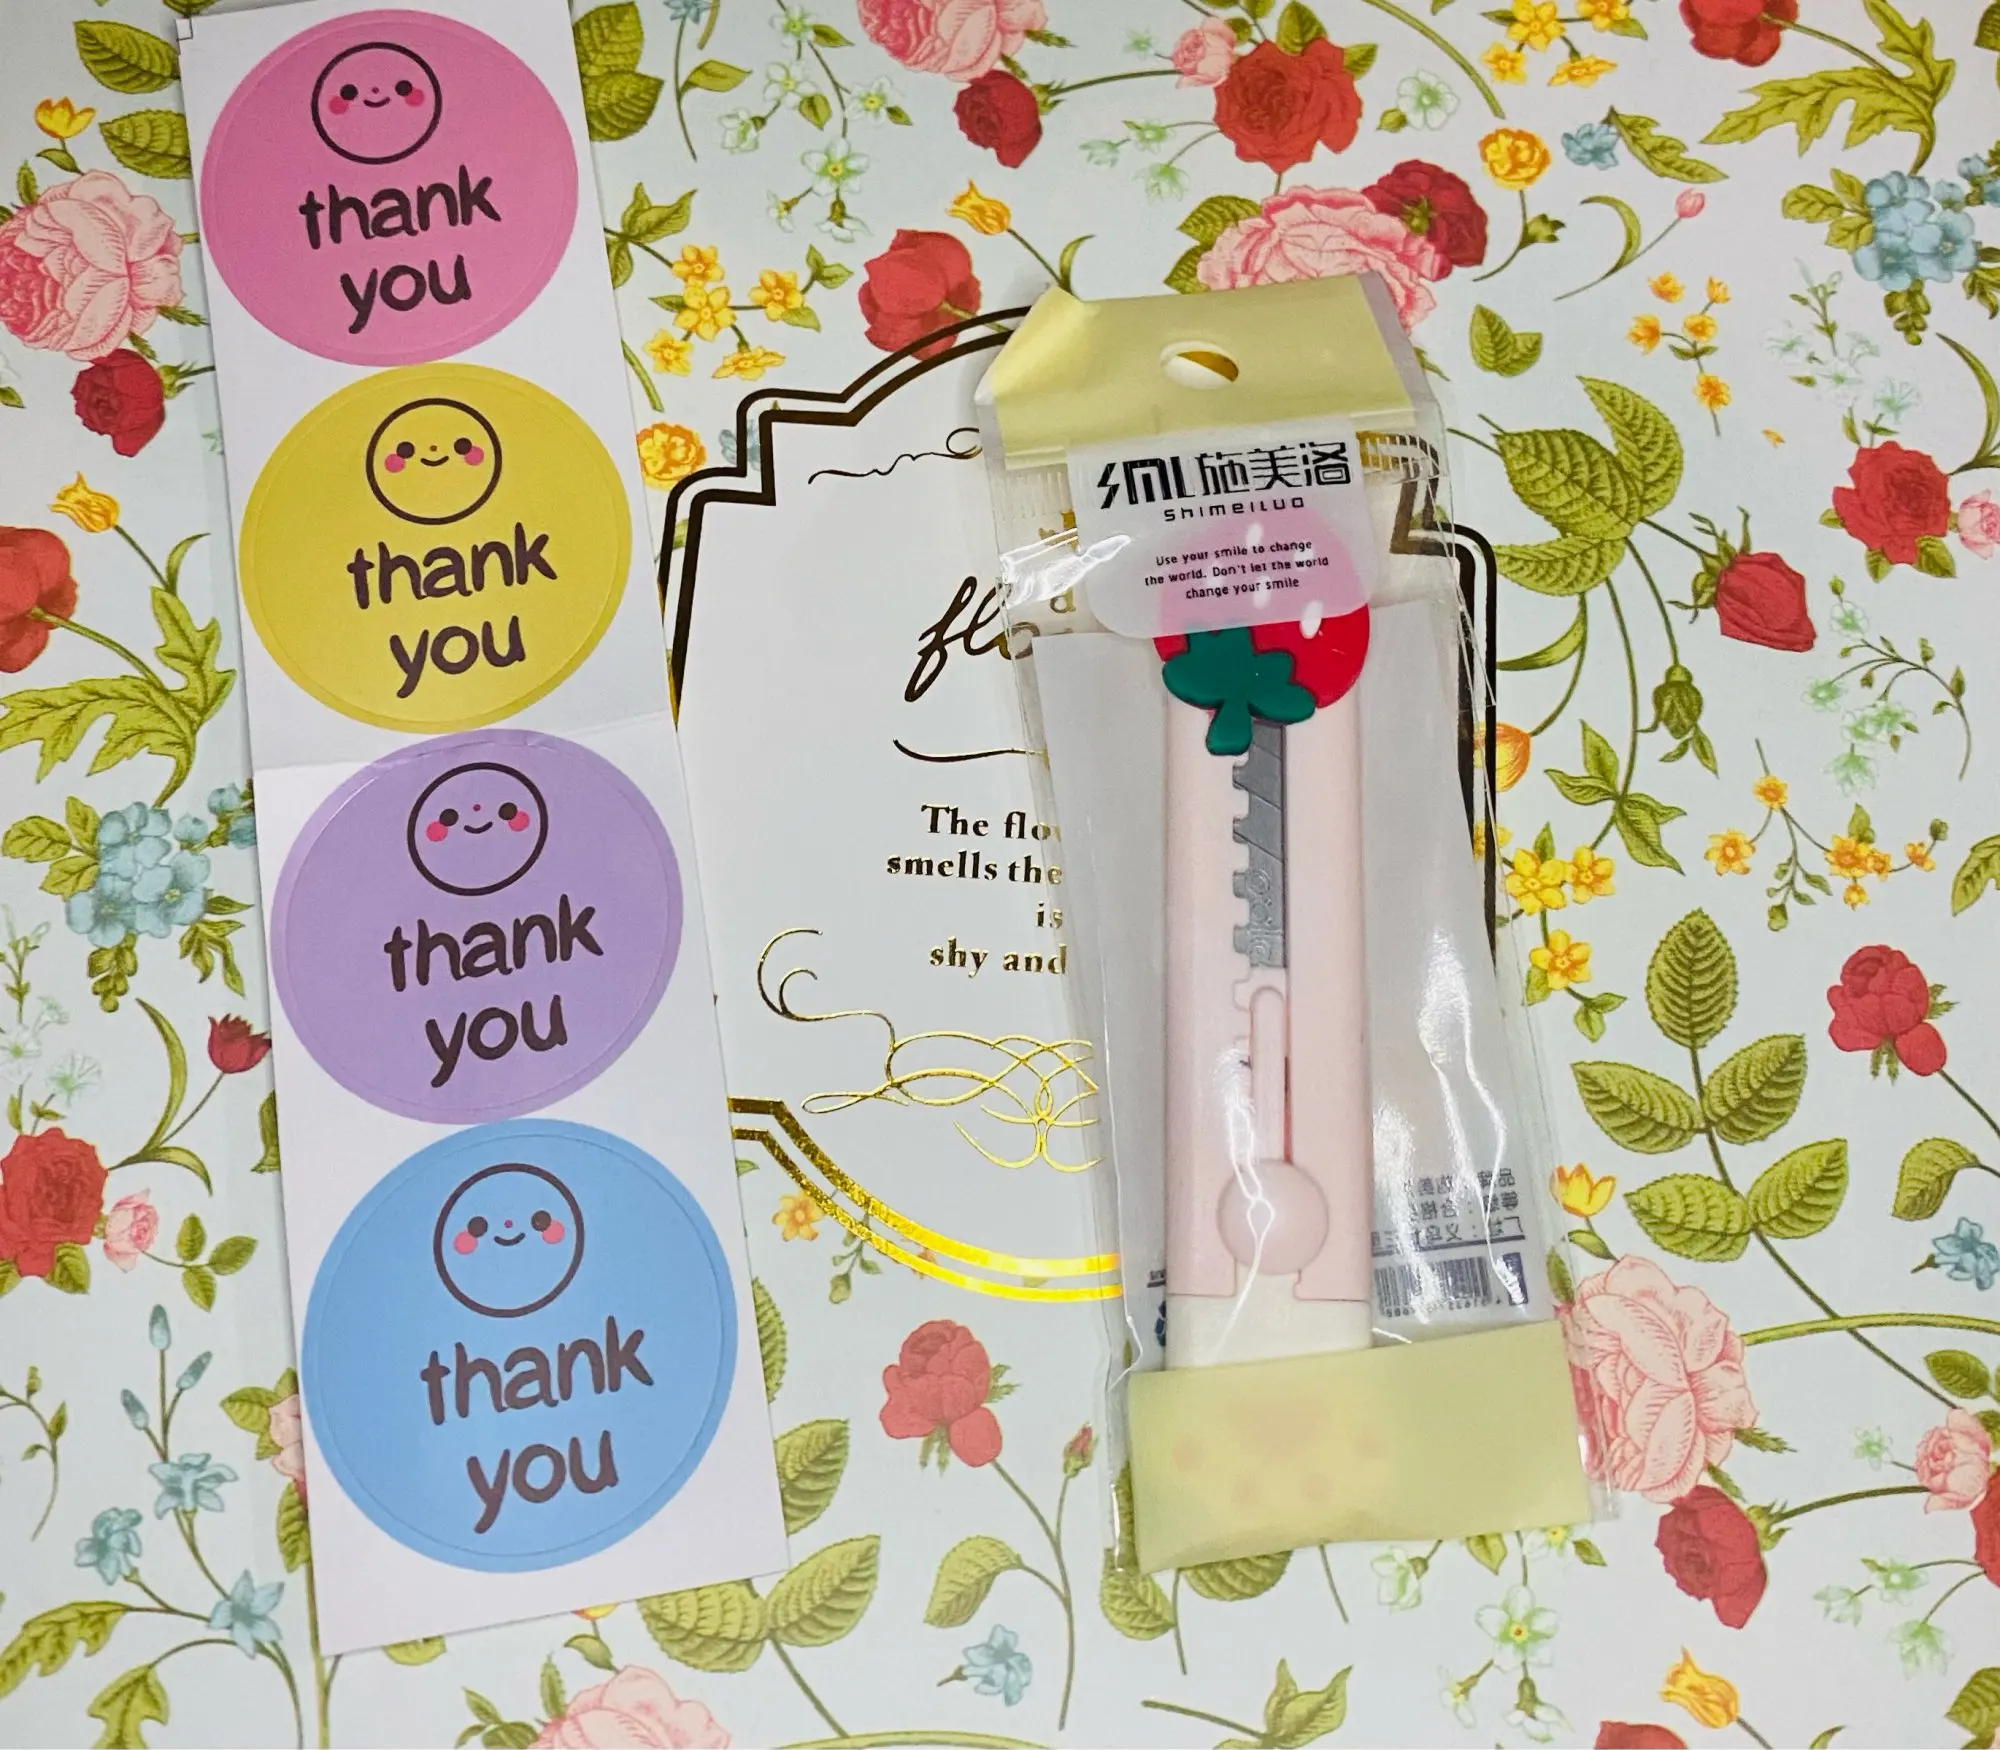 thank
you
thank
you
thank
you
thank
you
The
smells the
is
shy and
SML施美洛
shimeiluo
Use your smile to change
the world. Don't let the world
change your smile